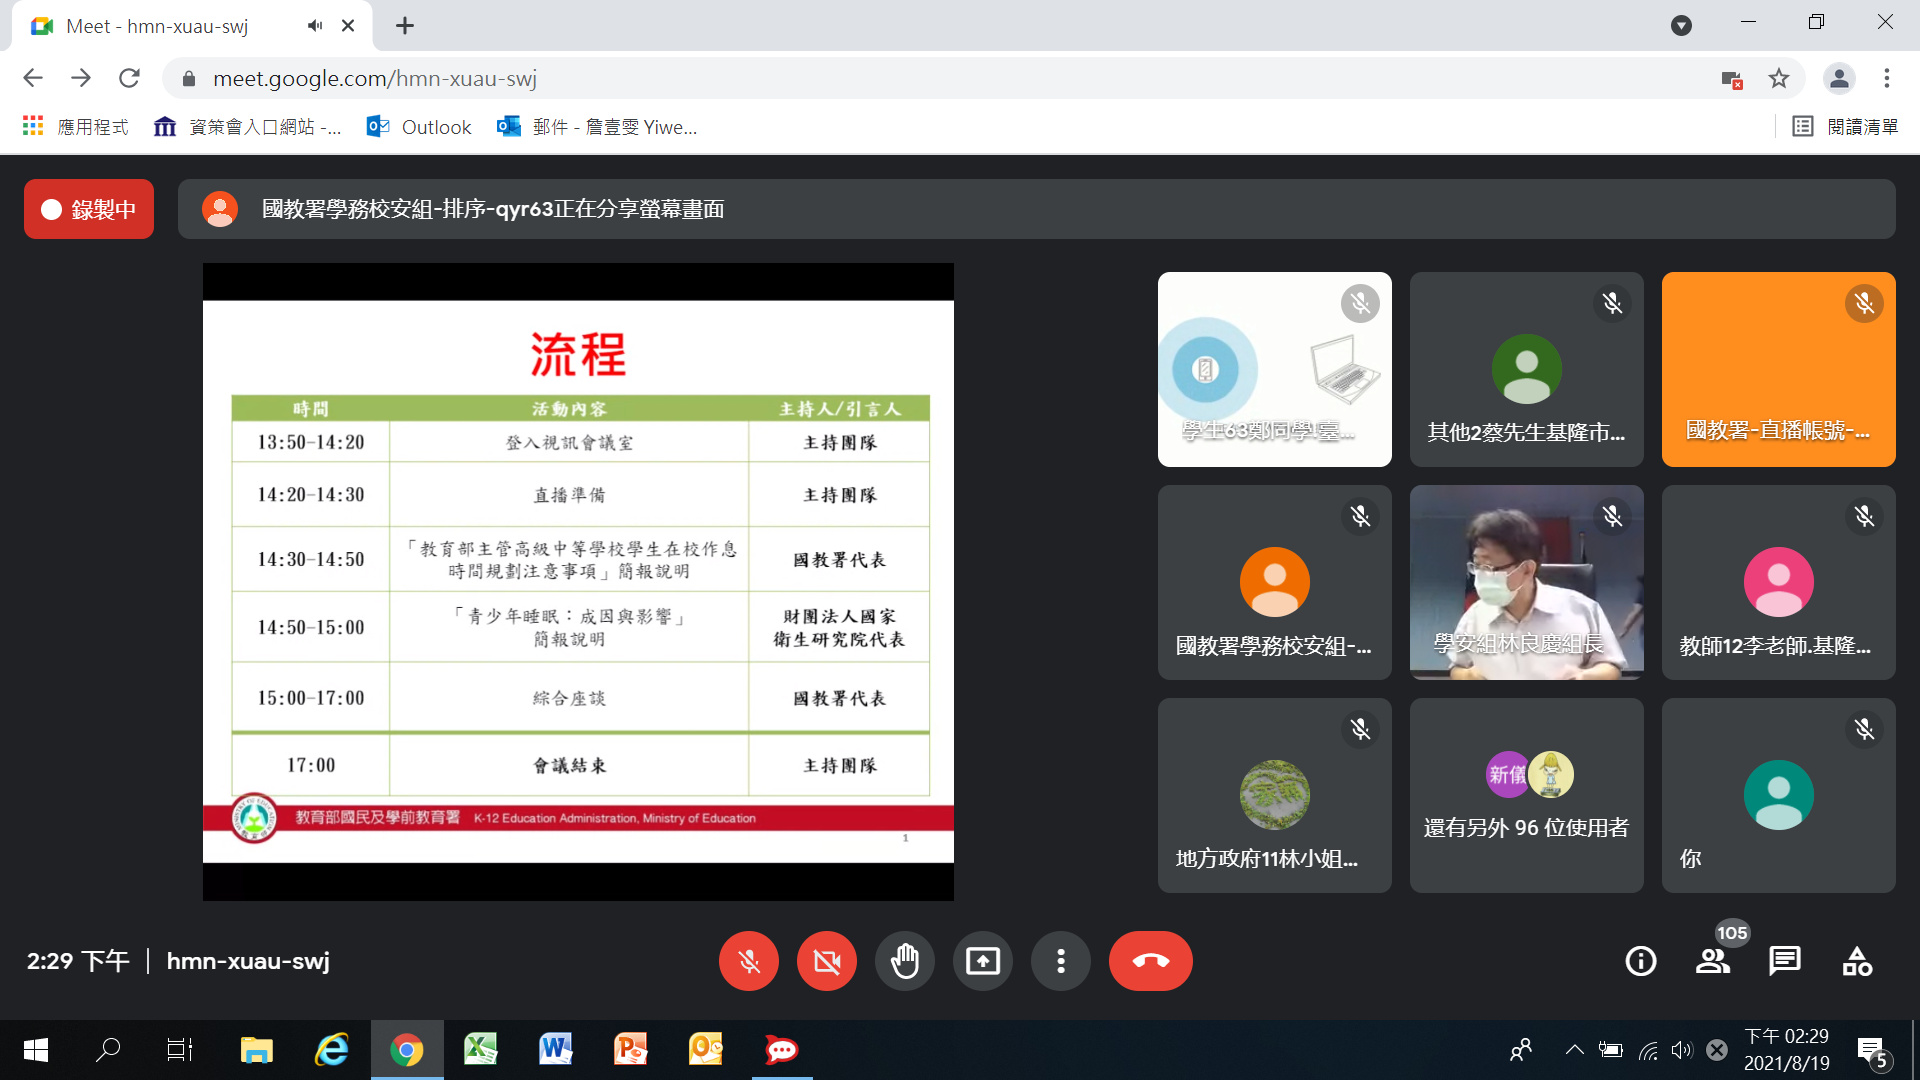 Meet - hmn-xuau-swj
meet.google.com/hmn-xuau-swj
應用程式
資策會入口網站 -...
Outlook
郵件 - 詹壹雯 Yiwe...
閱讀清單
錄製中
國教署學務校安組-排序-qyr63正在分享螢幕畫面
流程
時間 活動內容 主持人/引言人
13:50-14:20 登入視訊會議室 主持團隊
14:20-14:30 直播準備 主持團隊
14:30-14:50 「教育部主管高級中等學校學生在校作息 國教署代表
時間規劃注意事項」簡報說明
14:50-15:00 「青少年睡眠：成因與影響」 財團法人國家
簡報說明 衛生研究院代表
15:00-17:00 綜合座談 國教署代表
17:00 會議結束 主持團隊
教育部國民及學前教育署 K-12 Education Administration, Ministry of Education
1
學生63鄭同學!臺...
其他2蔡先生基隆市...
國教署-直播帳號-...
國教署學務校安組-...
學安組林良慶組長
教師12李老師.基隆...
地方政府11林小姐...
新儀
還有另外 96 位使用者
你
2:29 下午 | hmn-xuau-swj
105
下午 02:29
2021/8/19
5